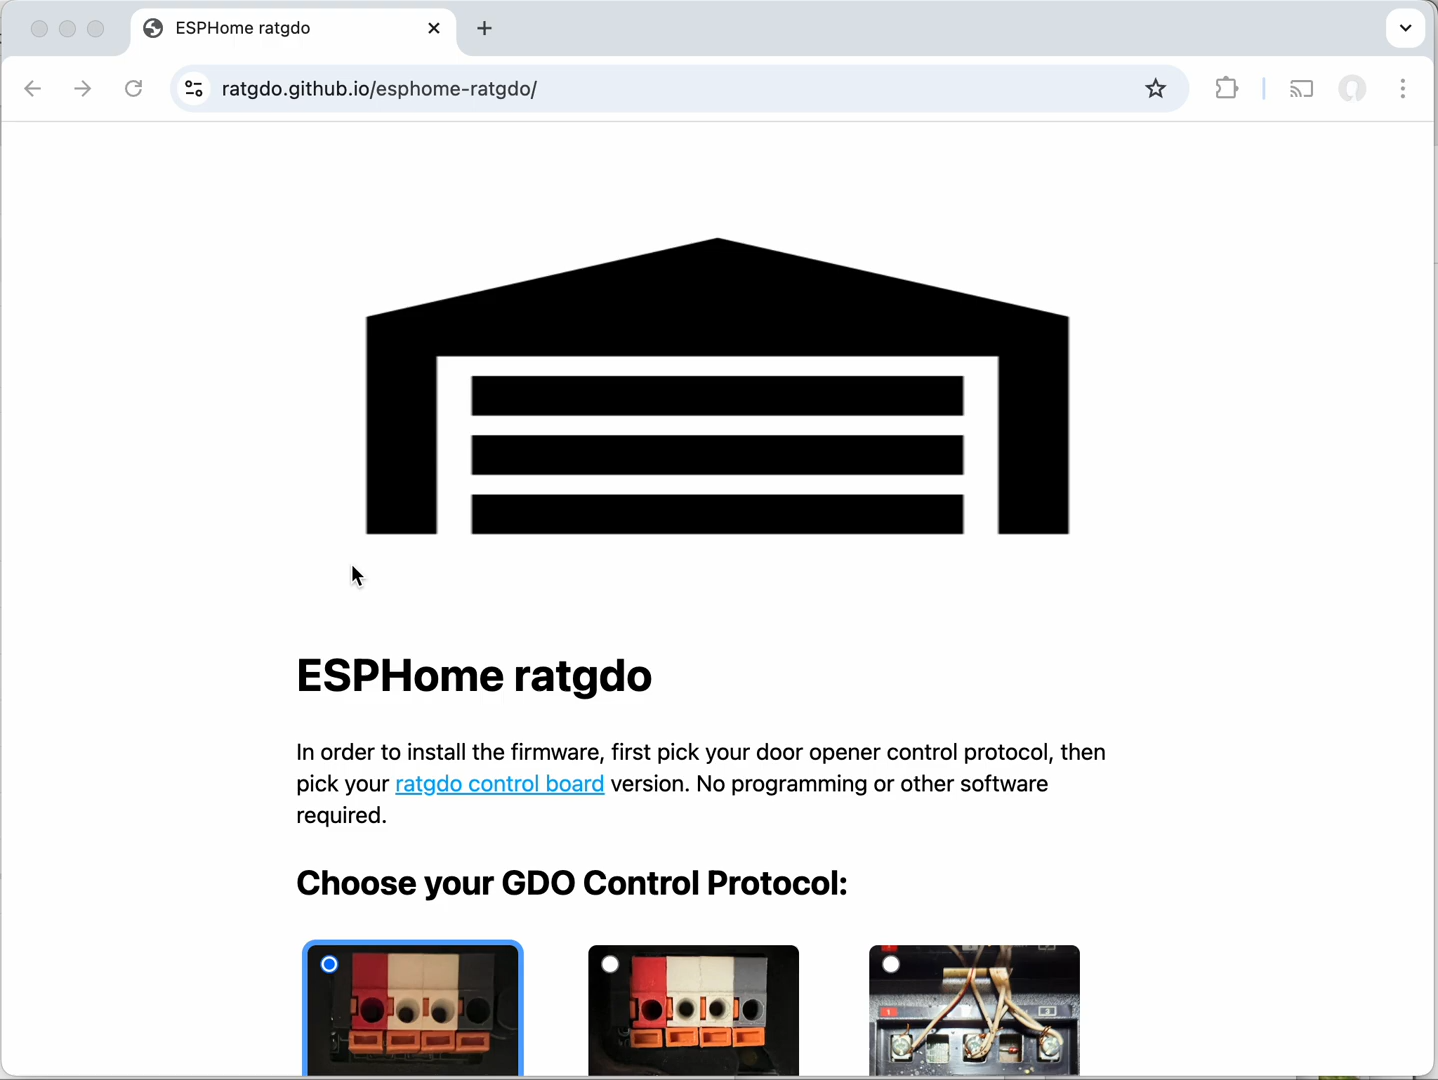 ESPHome ratgdo
ratgdo.github.io/esphome-ratgdo/
ESPHome ratgdo
In order to install the firmware, first pick your door opener control protocol, then
pick your ratgdo control board version. No programming or other software
required.
Choose your GDO Control Protocol: